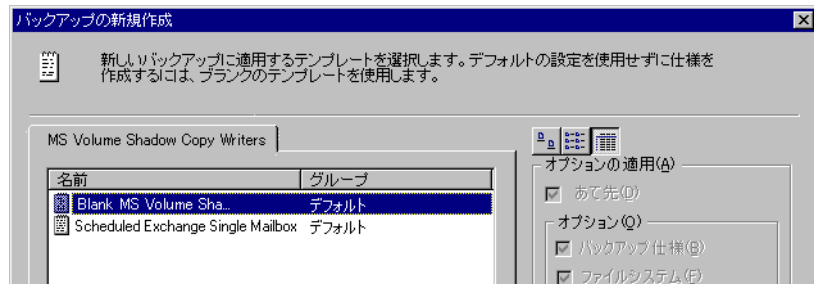 バックアップの新規作成
新しいバックアップに適用するテンプレートを選択します。デフォルトの設定を使用せずに仕様を
作成するには、ブランクのテンプレートを使用します。
MS Volume Shadow Copy Writers
名前 グループ
Blank MS Volume Sha... デフォルト
Scheduled Exchange Single Mailbox デフォルト
オプションの適用(A)
あて先(D)
オプション(O)
バックアップ仕様(B)
ファイルシステム(F)